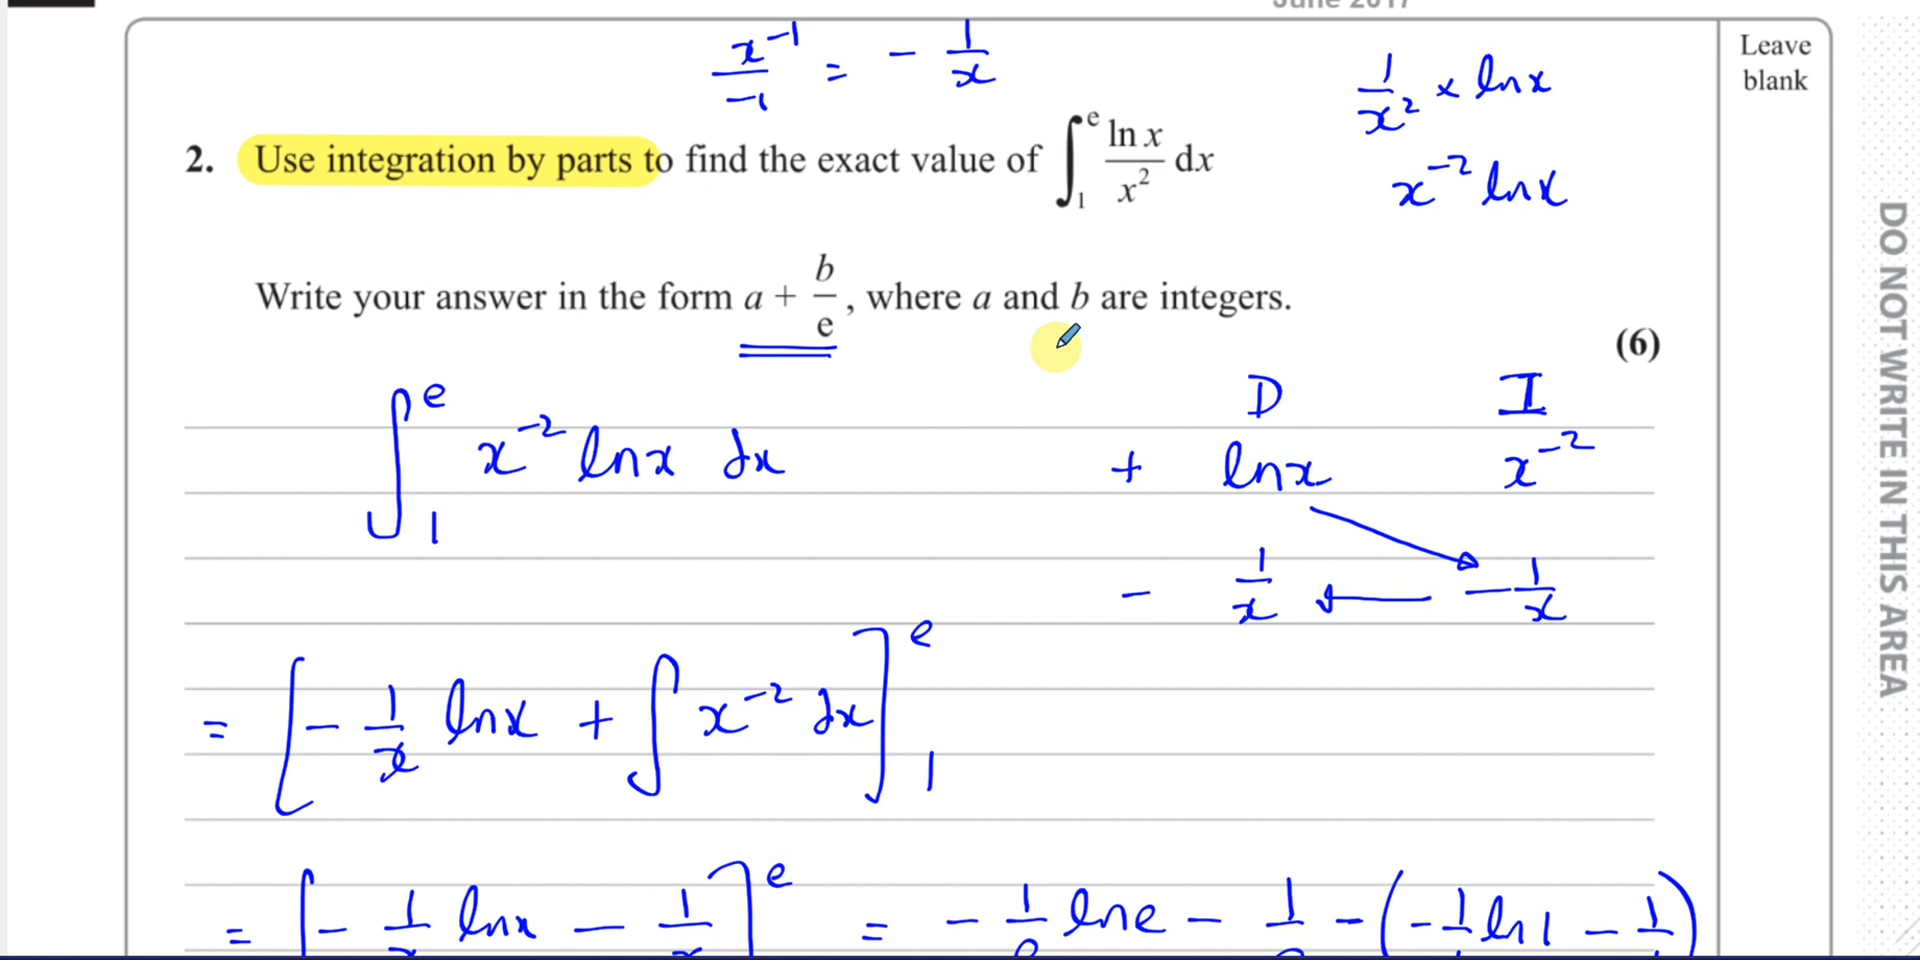 June 2017
x^-1/-1 = - 1/x
Leave blank
1/x² × ln x
x^-2 ln x
2. Use integration by parts to find the exact value of ∫₁ᵉ ln x/x² dx
Write your answer in the form a + b/e, where a and b are integers.
(6)
D I
∫₁ᵉ x^-2 ln x dx + ln x x^-2
- 1/x - 1/x
= [- 1/x ln x + ∫ x^-2 dx]₁ᵉ
= [- 1/x ln x - 1/x]ᵉ = - 1/e ln e - 1/e - (- 1/1 ln 1 - 1/1)
DO NOT WRITE IN THIS AREA